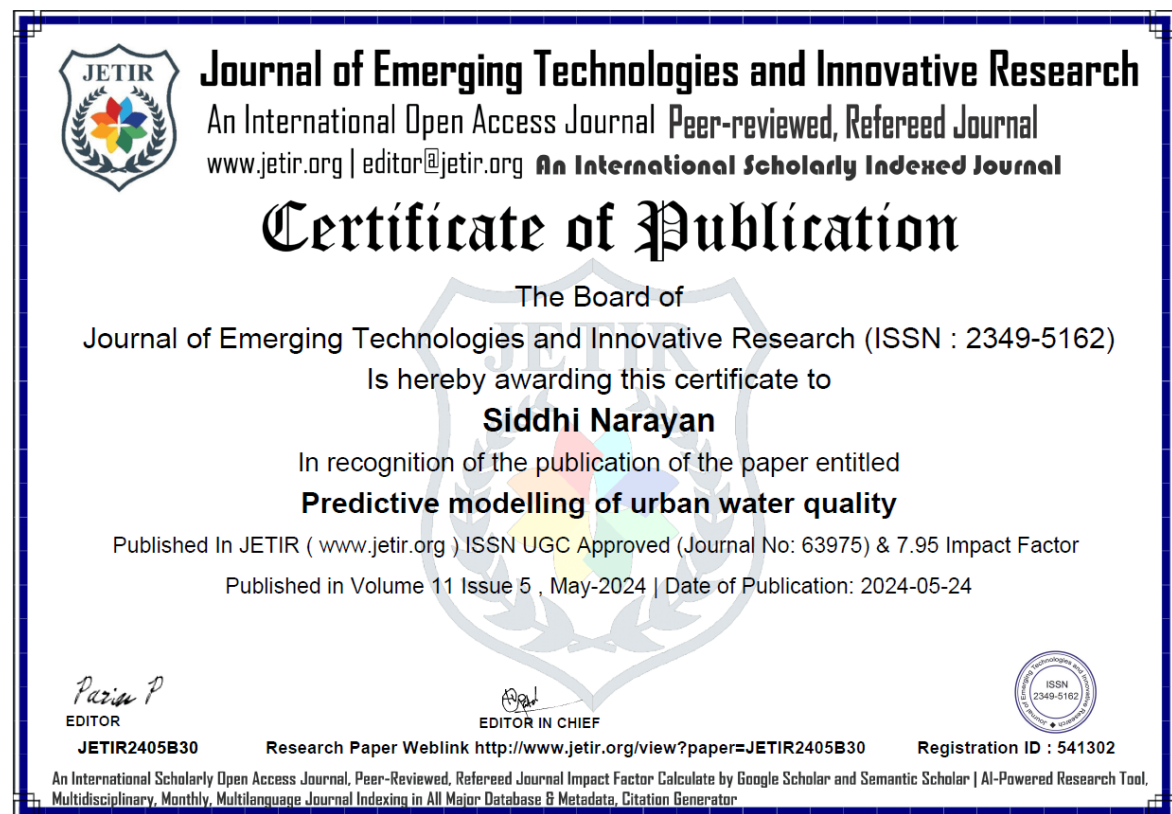 JETIR
Journal of Emerging Technologies and Innovative Research
An International Open Access Journal Peer-reviewed, Refereed Journal
www.jetir.org | editor@jetir.org An International Scholarly Indexed Journal
Certificate of Publication
JETIR
The Board of
Journal of Emerging Technologies and Innovative Research (ISSN : 2349-5162)
Is hereby awarding this certificate to
Siddhi Narayan
In recognition of the publication of the paper entitled
Predictive modelling of urban water quality
Published In JETIR ( www.jetir.org ) ISSN UGC Approved (Journal No: 63975) & 7.95 Impact Factor
Published in Volume 11 Issue 5 , May-2024 | Date of Publication: 2024-05-24
EDITOR
EDITOR IN CHIEF
Journal of Emerging Technologies and Innovative Research
ISSN
2349-5162
JETIR2405B30 Research Paper Weblink http://www.jetir.org/view?paper=JETIR2405B30 Registration ID : 541302
An International Scholarly Open Access Journal, Peer-Reviewed, Refereed Journal Impact Factor Calculate by Google Scholar and Semantic Scholar | AI-Powered Research Tool,
Multidisciplinary, Monthly, Multilanguage Journal Indexing in All Major Database & Metadata, Citation Generator